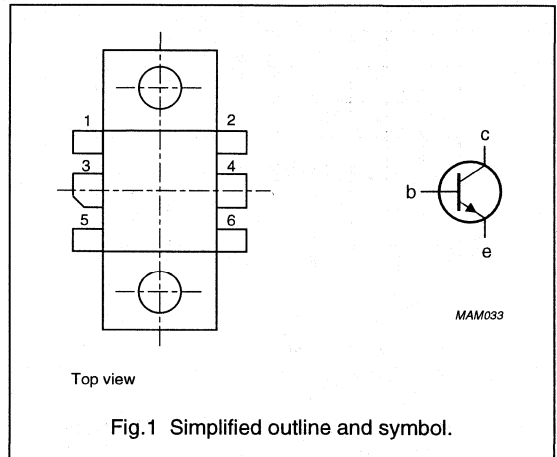 1 2
3 4
5 6
c
b
e
MAM033
Top view
Fig.1 Simplified outline and symbol.